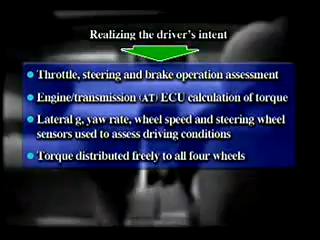 Realizing the driver's intent
Throttle, steering and brake operation assessment
Engine/transmission (AT) ECU calculation of torque
Lateral g, yaw rate, wheel speed and steering wheel
sensors used to assess driving conditions
Torque distributed freely to all four wheels